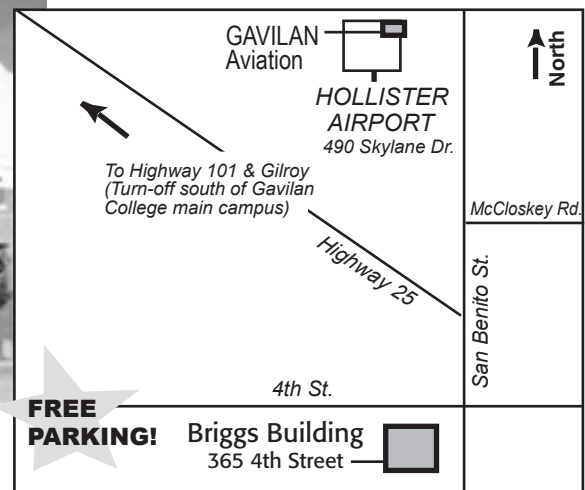 GAVILAN
Aviation
North
HOLLISTER
AIRPORT
490 Skylane Dr.
To Highway 101 & Gilroy
(Turn-off south of Gavilan
College main campus)
McCloskey Rd.
Highway 25
San Benito St.
4th St.
FREE
PARKING!
Briggs Building
365 4th Street